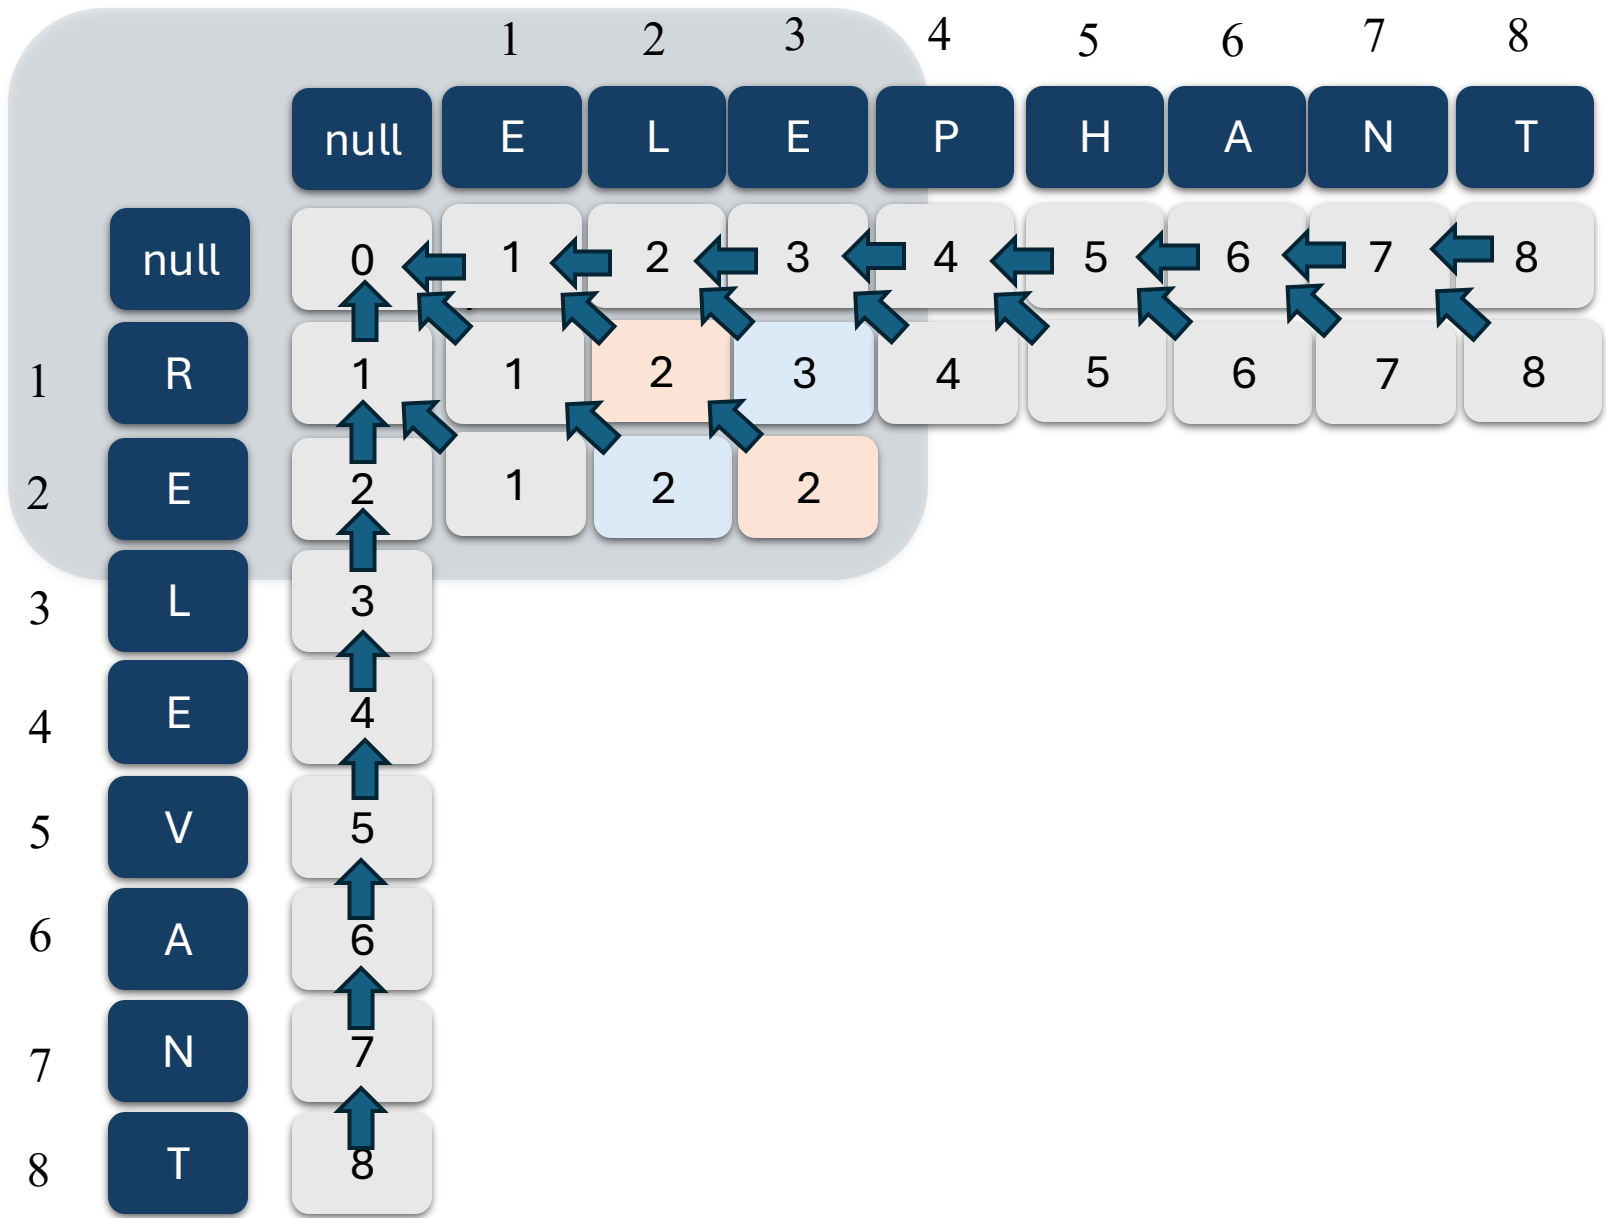 1 2 3 4 5 6 7 8
null E L E P H A N T
null 0 1 2 3 4 5 6 7 8
1 R 1 1 2 3 4 5 6 7 8
2 E 2 1 2 2
3 L 3
4 E 4
5 V 5
6 A 6
7 N 7
8 T 8